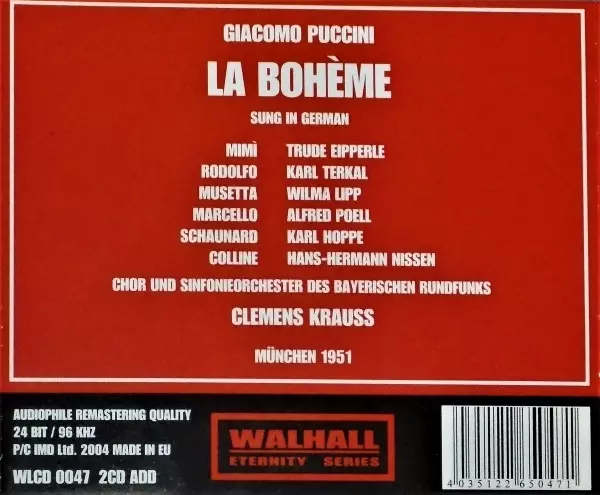 GIACOMO PUCCINI
LA BOHÈME
SUNG IN GERMAN
MIMÌ TRUDE EIPPERLE
RODOLFO KARL TERKAL
MUSETTA WILMA LIPP
MARCELLO ALFRED POELL
SCHAUNARD KARL HOPPE
COLLINE HANS-HERMANN NISSEN
CHOR UND SINFONIEORCHESTER DES BAYERISCHEN RUNDFUNKS
CLEMENS KRAUSS
MÜNCHEN 1951
AUDIOPHILE REMASTERING QUALITY
24 BIT / 96 KHZ
P/C IMD Ltd. 2004 MADE IN EU
WLCD 0047 2CD ADD
WALHALL
ETERNITY SERIES
4 035122 650471